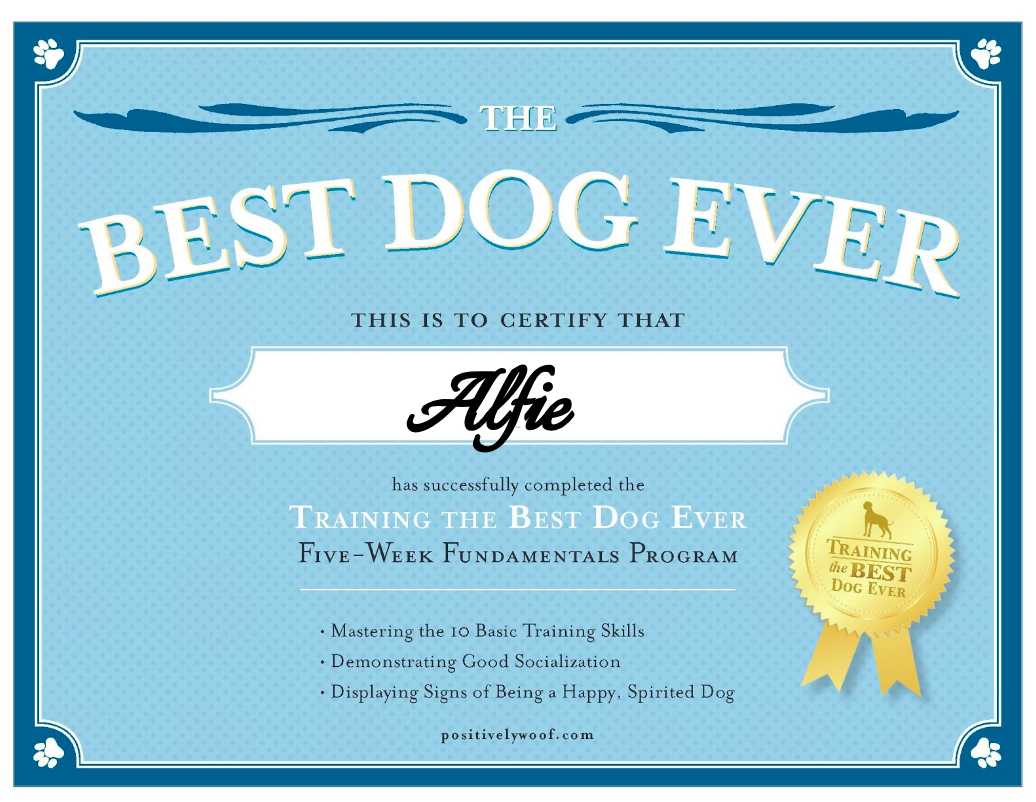 THE
BEST DOG EVER
THIS IS TO CERTIFY THAT
Alfie
has successfully completed the
TRAINING THE BEST DOG EVER
FIVE-WEEK FUNDAMENTALS PROGRAM
TRAINING
the BEST
DOG EVER
• Mastering the 10 Basic Training Skills
• Demonstrating Good Socialization
• Displaying Signs of Being a Happy, Spirited Dog
positivelywoof.com